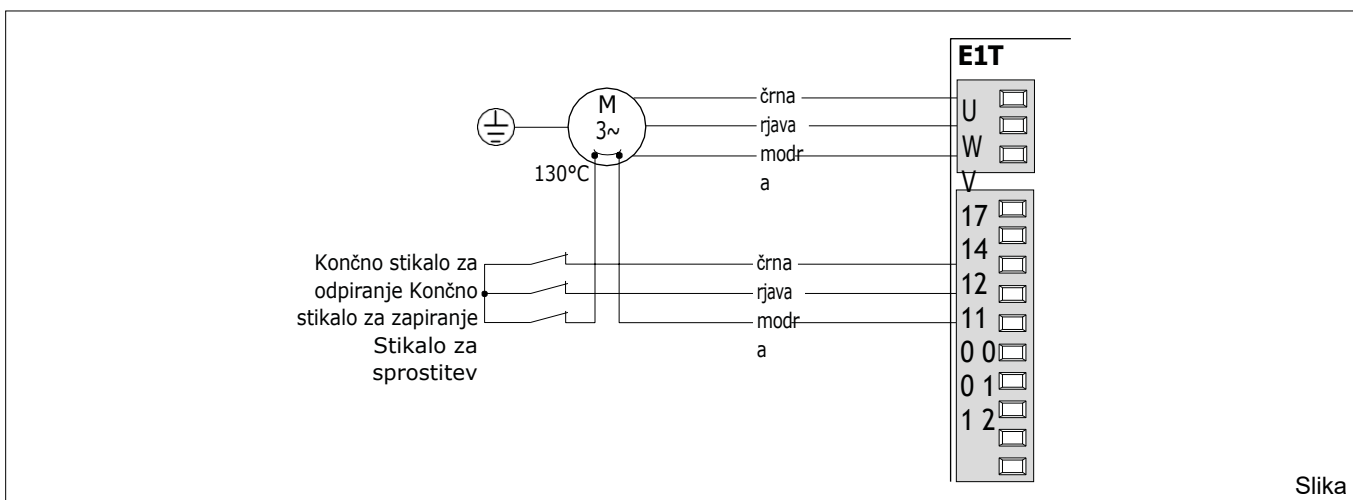 E1T
M
3~
130°C
črna
rjava
modr
a
U
W
V
17
14
12
11
0 0
0 1
1 2
Končno stikalo za
odpiranje Končno
stikalo za zapiranje
Stikalo za
sprostitev
črna
rjava
modr
a
Slika